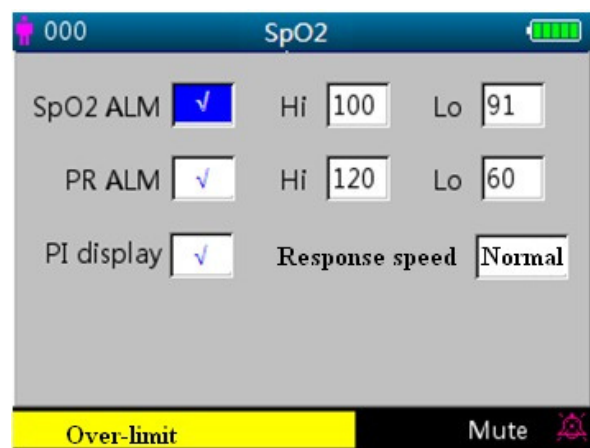 000 SpO2
SpO2 ALM √ Hi 100 Lo 91
PR ALM √ Hi 120 Lo 60
PI display √ Response speed Normal
Over-limit Mute